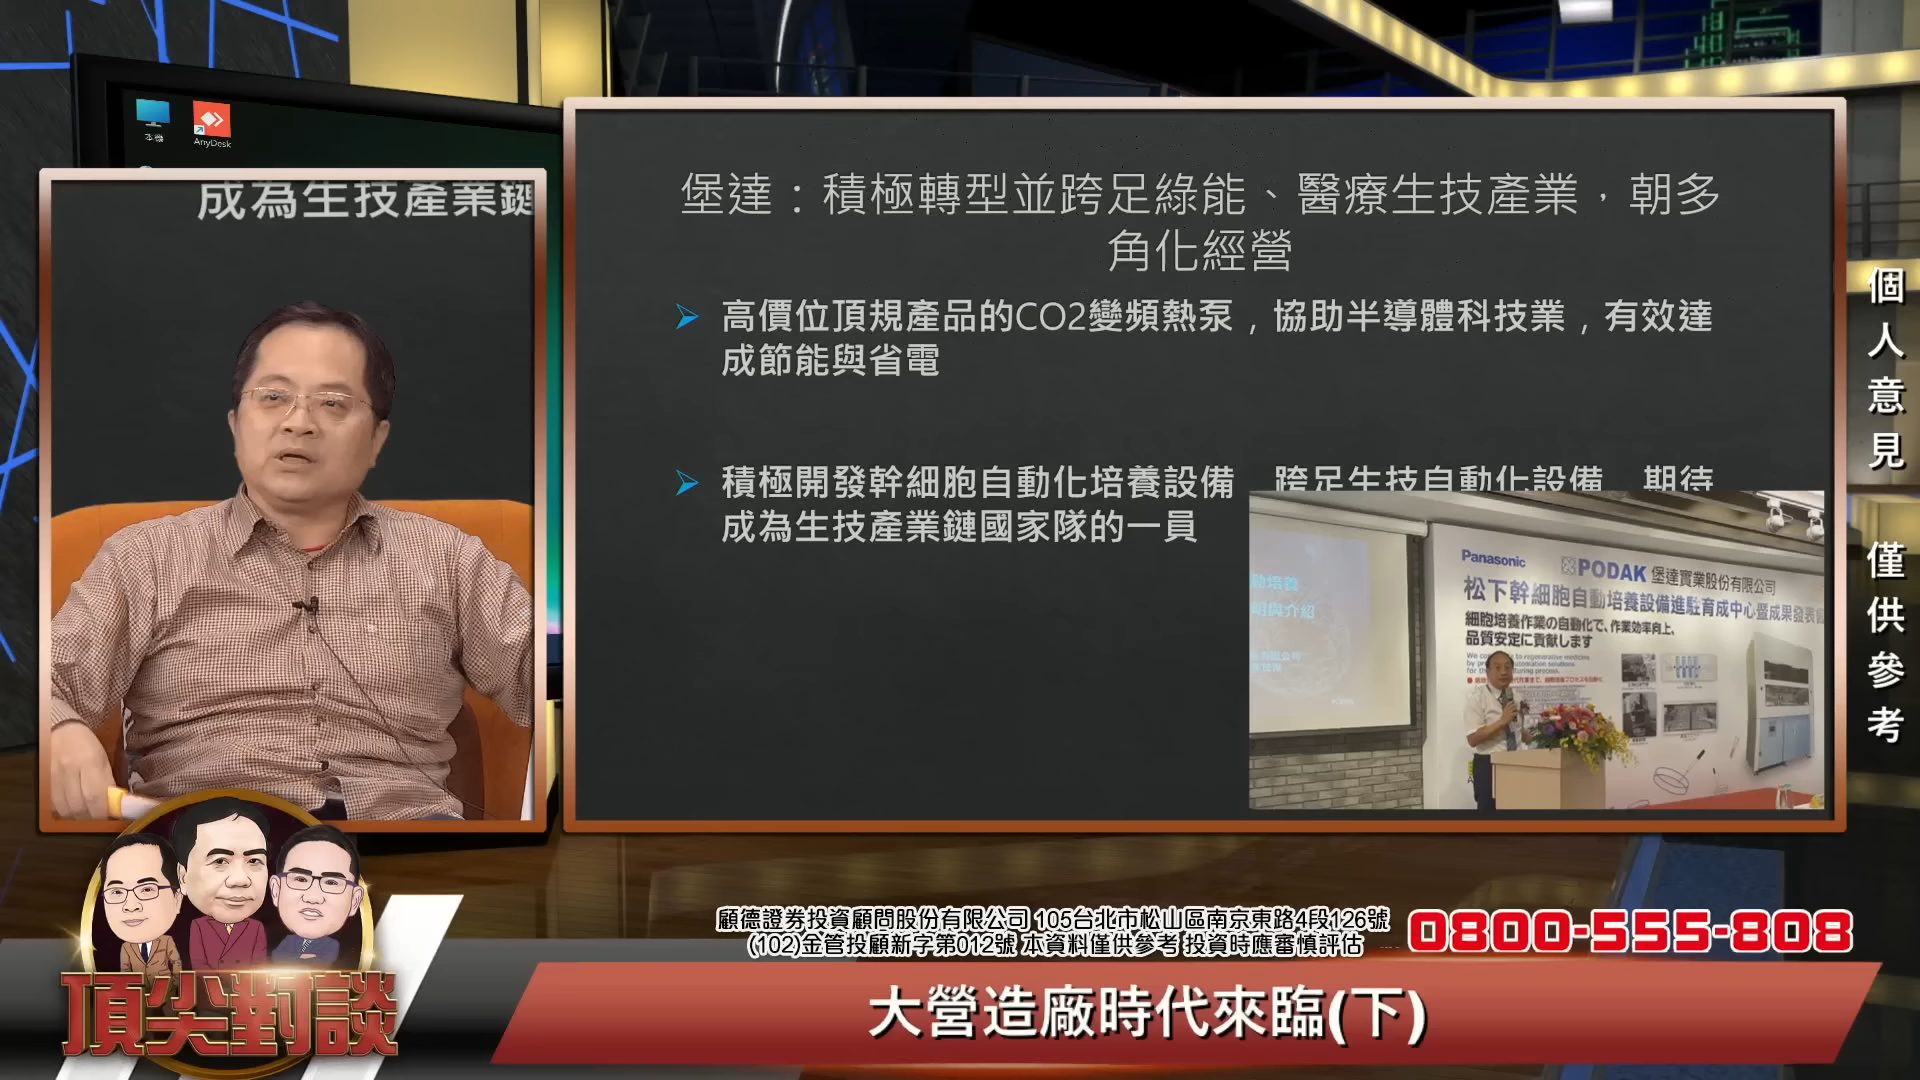 本機
AnyDesk
成為生技產業鏈
堡達：積極轉型並跨足綠能、醫療生技產業，朝多
角化經營
高價位頂規產品的CO2變頻熱泵，協助半導體科技業，有效達
成節能與省電
積極開發幹細胞自動化培養設備 跨足生技自動化設備 期待
成為生技產業鏈國家隊的一員
Panasonic
PODAK 堡達實業股份有限公司
松下幹細胞自動培養設備進駐育成中心暨成果發表
細胞培養作業の自動化で、作業効率向上、
品質安定に貢献します
個人意見 僅供參考
顧德證券投資顧問股份有限公司 105台北市松山區南京東路4段126號
(102)金管投顧新字第012號 本資料僅供參考 投資時應審慎評估
0800-555-808
頂尖對談
大營造廠時代來臨(下)